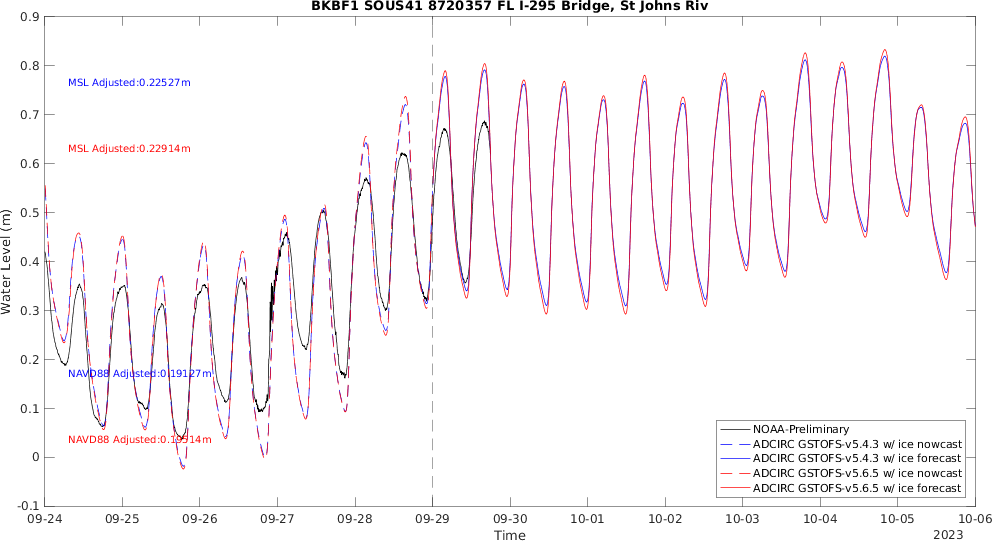 BKBF1 SOUS41 8720357 FL I-295 Bridge, St Johns Riv
0.9
0.8
0.7
0.6
0.5
0.4
0.3
0.2
0.1
0
-0.1
Water Level (m)
MSL Adjusted:0.22527m
MSL Adjusted:0.22914m
NAVD88 Adjusted:0.19127m
NAVD88 Adjusted:0.19514m
NOAA-Preliminary
ADCIRC GSTOFS-v5.4.3 w/ ice nowcast
ADCIRC GSTOFS-v5.4.3 w/ ice forecast
ADCIRC GSTOFS-v5.6.5 w/ ice nowcast
ADCIRC GSTOFS-v5.6.5 w/ ice forecast
09-24 09-25 09-26 09-27 09-28 09-29 09-30 10-01 10-02 10-03 10-04 10-05 10-06
Time
2023